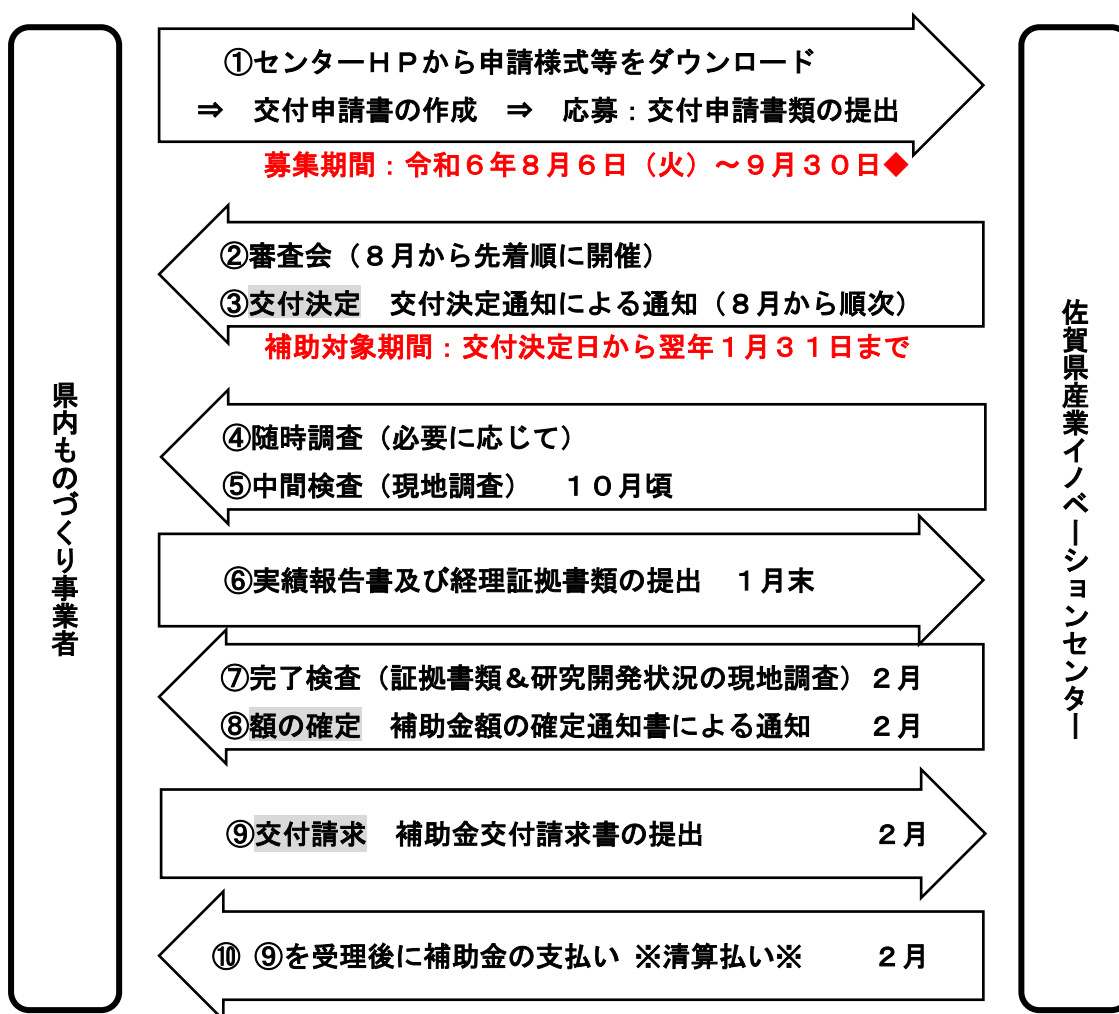 県内ものづくり事業者
①センターＨＰから申請様式等をダウンロード
⇒　交付申請書の作成　⇒　応募：交付申請書類の提出
募集期間：令和６年８月６日（火）～９月３０日◆
②審査会（８月から先着順に開催）
③交付決定　交付決定通知による通知（８月から順次）
補助対象期間：交付決定日から翌年１月３１日まで
④随時調査（必要に応じて）
⑤中間検査（現地調査）　１０月頃
⑥実績報告書及び経理証拠書類の提出　１月末
⑦完了検査（証拠書類＆研究開発状況の現地調査）２月
⑧額の確定　補助金額の確定通知書による通知　　２月
⑨交付請求　補助金交付請求書の提出　　　　　　２月
⑩ ⑨を受理後に補助金の支払い ※清算払い※　　２月
佐賀県産業イノベーションセンター